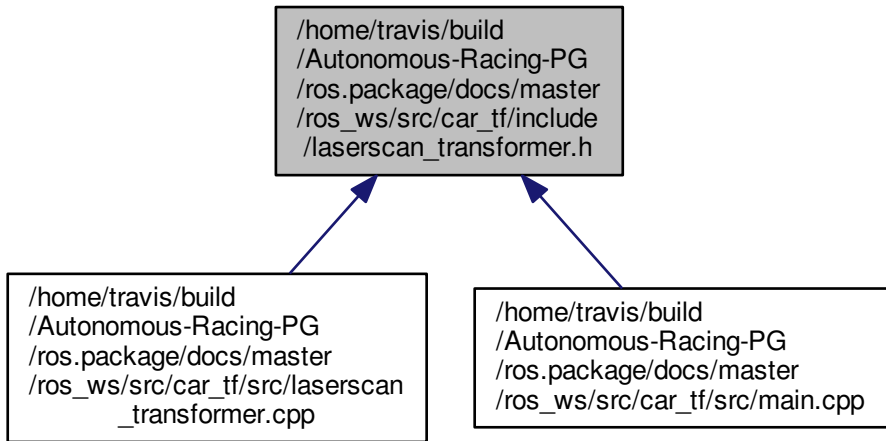 /home/travis/build
/Autonomous-Racing-PG
/ros.package/docs/master
/ros_ws/src/car_tf/include
/laserscan_transformer.h
/home/travis/build
/Autonomous-Racing-PG
/ros.package/docs/master
/ros_ws/src/car_tf/src/laserscan
_transformer.cpp
/home/travis/build
/Autonomous-Racing-PG
/ros.package/docs/master
/ros_ws/src/car_tf/src/main.cpp